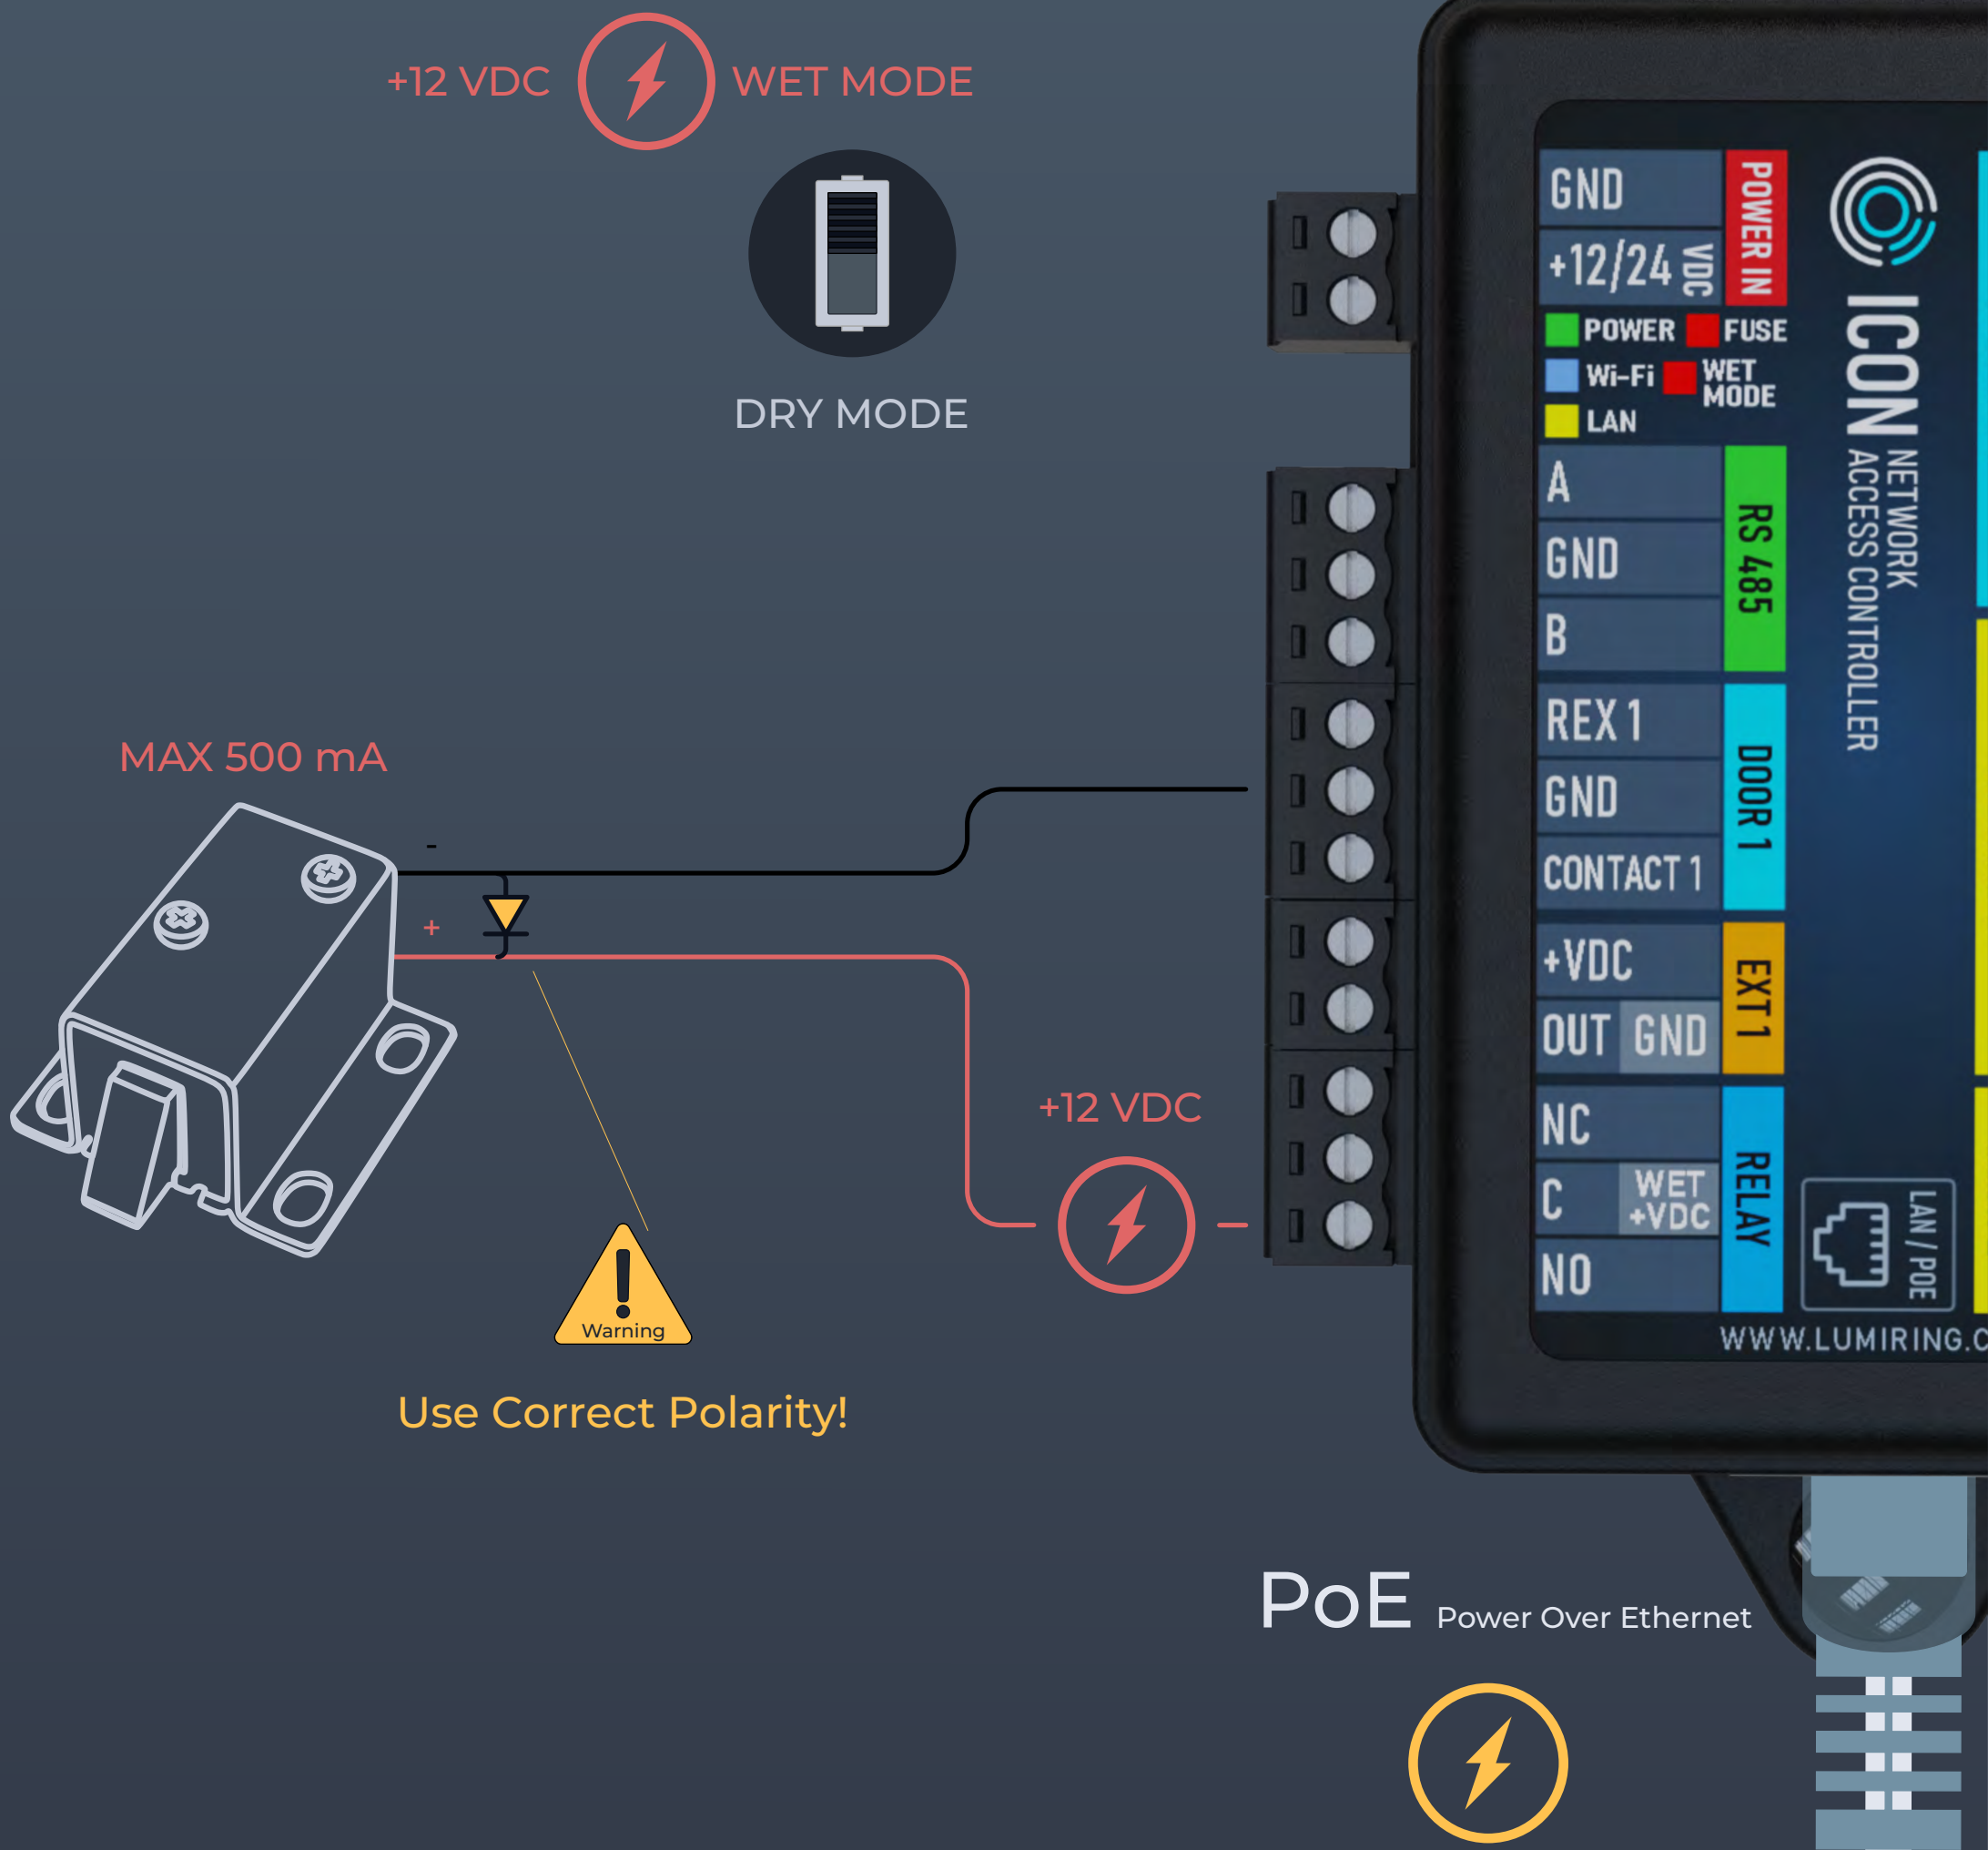 +12 VDC WET MODE
DRY MODE
MAX 500 mA
-
+
+12 VDC
Warning
Use Correct Polarity!
PoE Power Over Ethernet
GND
+12/24 VDC
POWER IN
POWER FUSE
Wi-Fi WET MODE
LAN
A
GND
B
RS 485
REX 1
GND
CONTACT 1
DOOR 1
+VDC
OUT GND
EXT 1
NC
C WET +VDC
NO
RELAY
ICON
NETWORK
ACCESS CONTROLLER
LAN / POE
WWW.LUMIRING.C